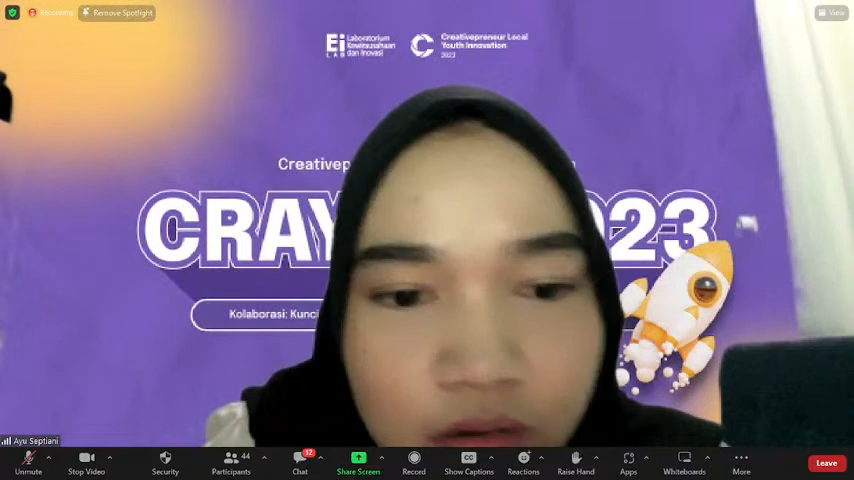 Recording
Remove Spotlight
View
Ei
LAB
Laboratorium
Kewirausahaan
dan Inovasi
Creativepreneur Local
Youth Innovation
2023
CRAY
023
Kolaborasi: Kunci
Ayu Septiani
Unmute
Stop Video
Security
44
Participants
12
Chat
Share Screen
Record
CC
Show Captions
Reactions
Raise Hand
Apps
Whiteboards
More
Leave